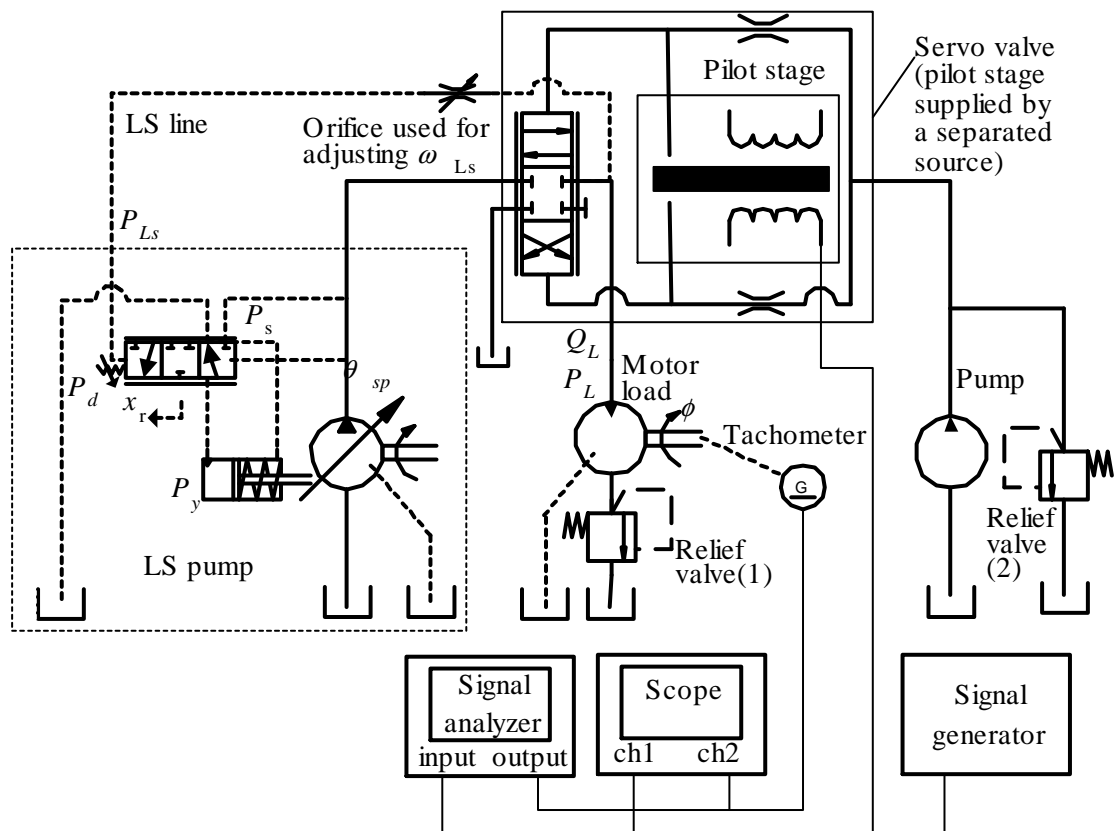 Servo valve
(pilot stage
supplied by
a separated
source)
Pilot stage
LS line
Orifice used for
adjusting ω Ls
P Ls
P s
θ sp
P d
x r
P y
LS pump
Q L
P L
Motor
load
ϕ
Tachometer
G
Pump
Relief
valve(1)
Relief
valve
(2)
Signal
analyzer
input output
Scope
ch1 ch2
Signal
generator